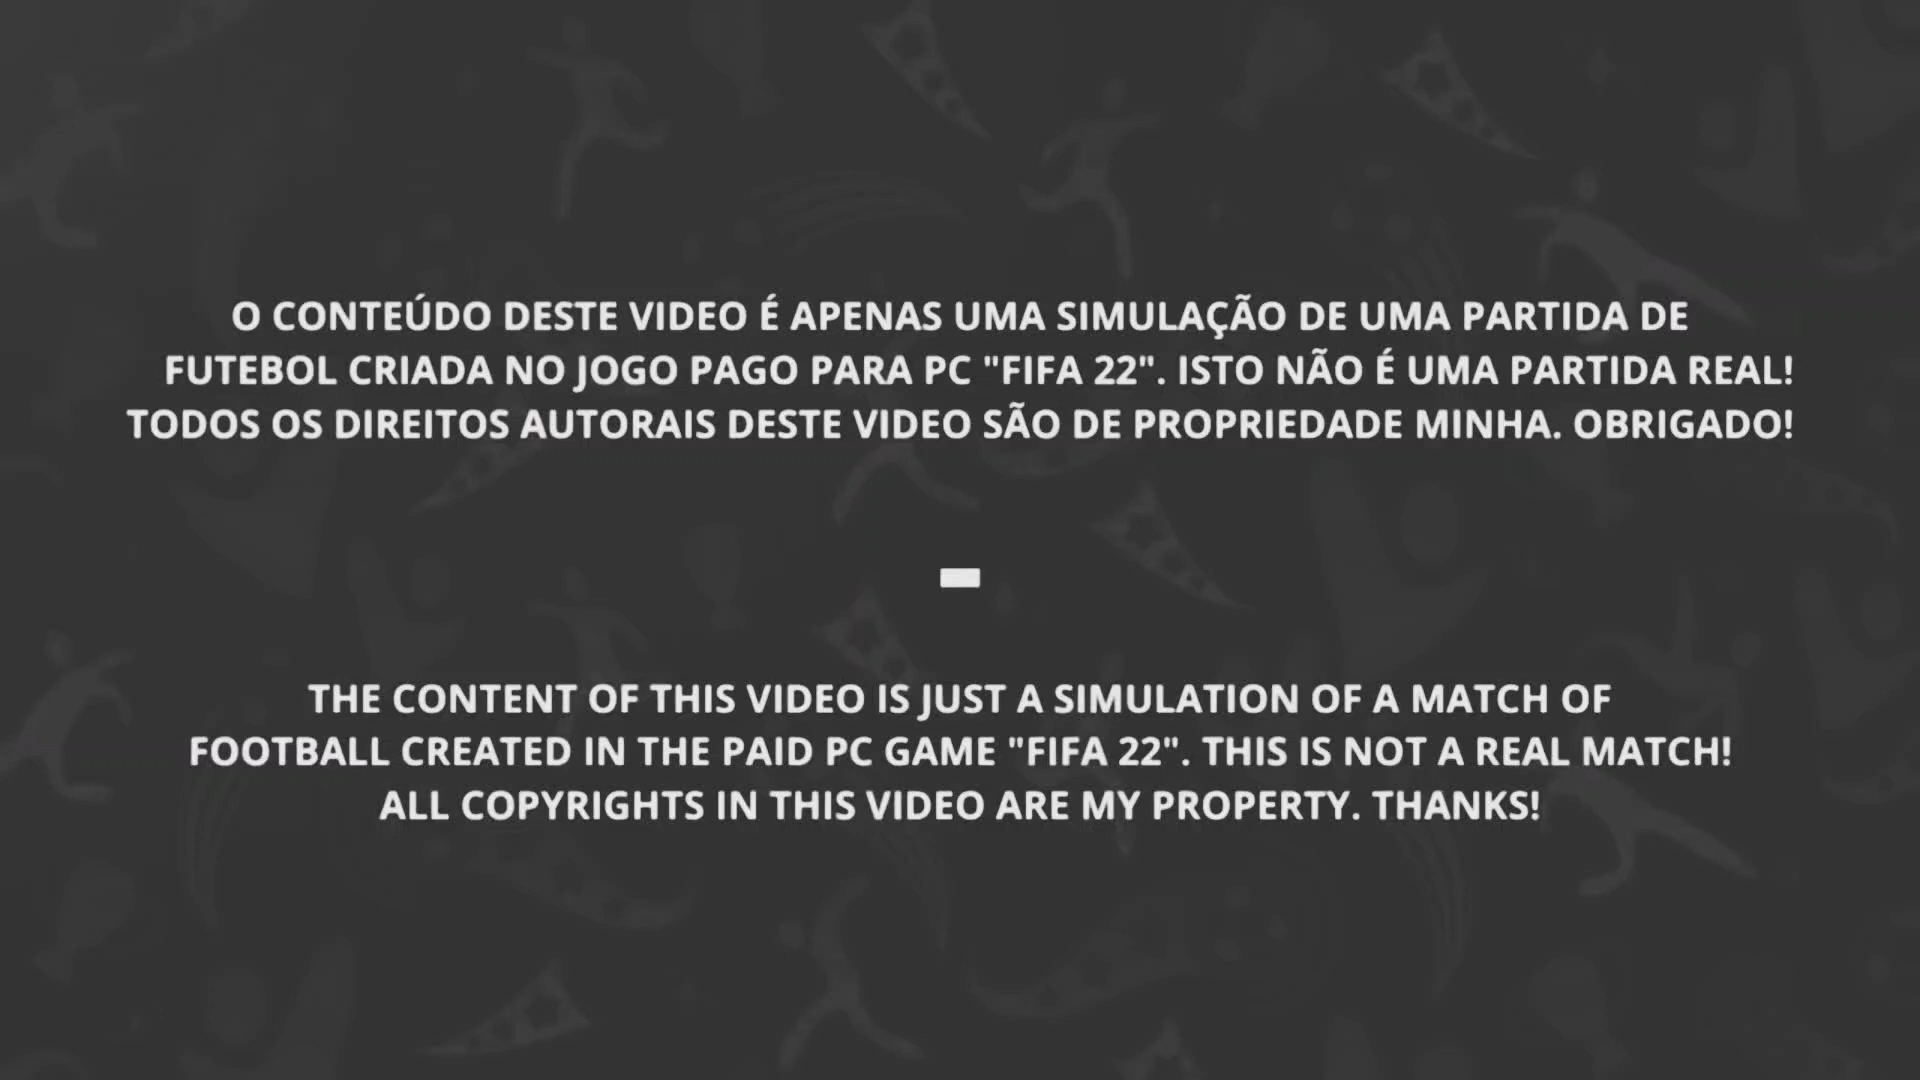 O CONTEÚDO DESTE VIDEO É APENAS UMA SIMULAÇÃO DE UMA PARTIDA DE
FUTEBOL CRIADA NO JOGO PAGO PARA PC "FIFA 22". ISTO NÃO É UMA PARTIDA REAL!
TODOS OS DIREITOS AUTORAIS DESTE VIDEO SÃO DE PROPRIEDADE MINHA. OBRIGADO!
-
THE CONTENT OF THIS VIDEO IS JUST A SIMULATION OF A MATCH OF
FOOTBALL CREATED IN THE PAID PC GAME "FIFA 22". THIS IS NOT A REAL MATCH!
ALL COPYRIGHTS IN THIS VIDEO ARE MY PROPERTY. THANKS!